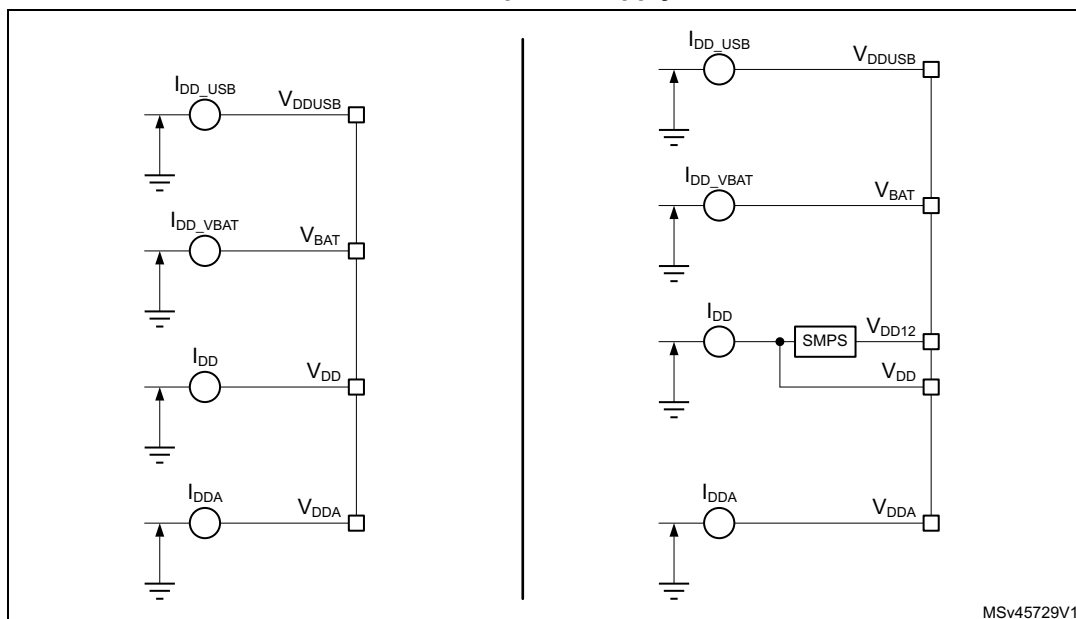 I_DD_USB
V_DDUSB
I_DD_VBAT
V_BAT
I_DD
V_DD
I_DDA
V_DDA
I_DD_USB
V_DDUSB
I_DD_VBAT
V_BAT
I_DD
SMPS
V_DD12
V_DD
I_DDA
V_DDA
MSv45729V1